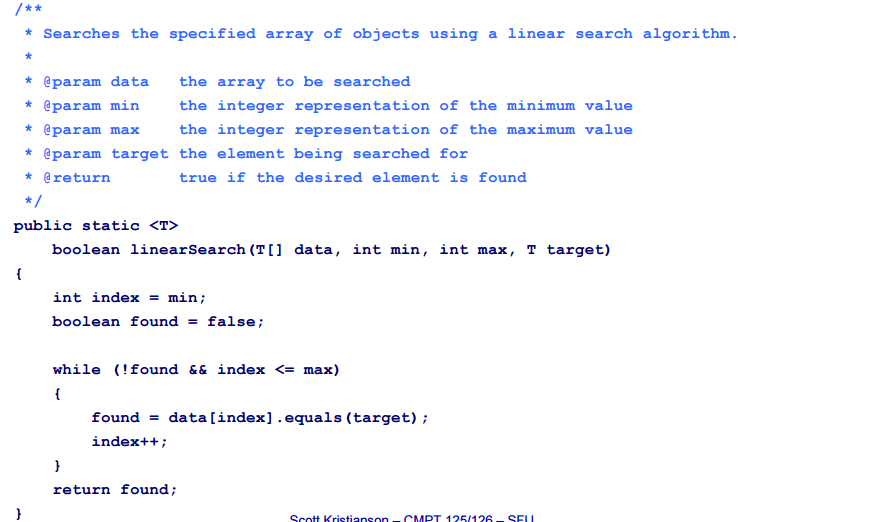 /**
 * Searches the specified array of objects using a linear search algorithm.
 *
 * @param data   the array to be searched
 * @param min    the integer representation of the minimum value
 * @param max    the integer representation of the maximum value
 * @param target the element being searched for
 * @return       true if the desired element is found
 */
public static <T>
    boolean linearSearch(T[] data, int min, int max, T target)
{
    int index = min;
    boolean found = false;

    while (!found && index <= max)
    {
        found = data[index].equals(target);
        index++;
    }
    return found;
}
Scott Kristjanson – CMPT 125/126 – SFU